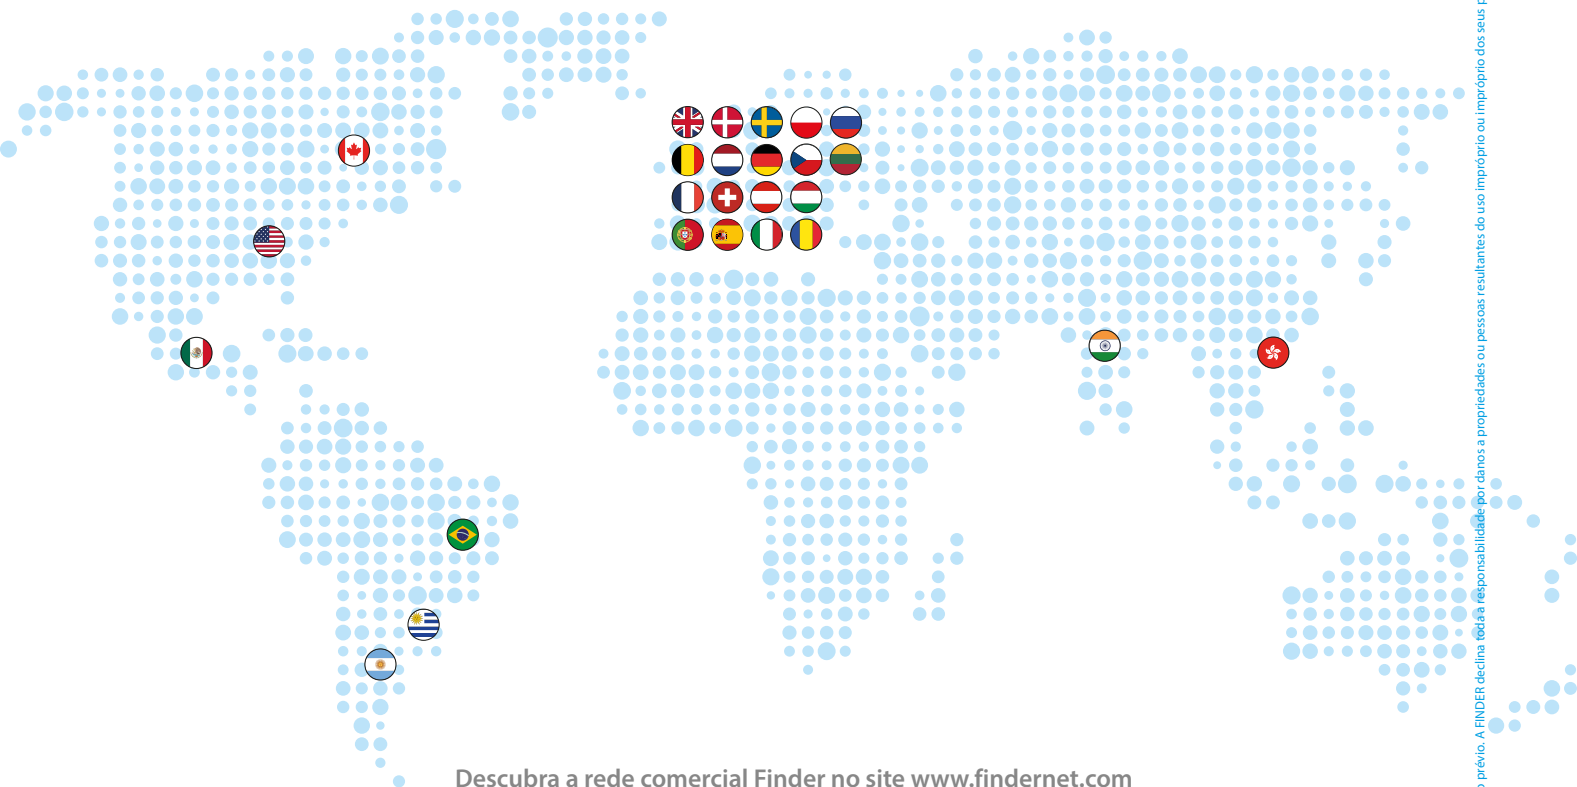 Descubra a rede comercial Finder no site www.findernet.com
prévio. A FINDER declina toda a responsabilidade por danos a propriedades ou pessoas resultantes do uso impróprio ou impróprio dos seus